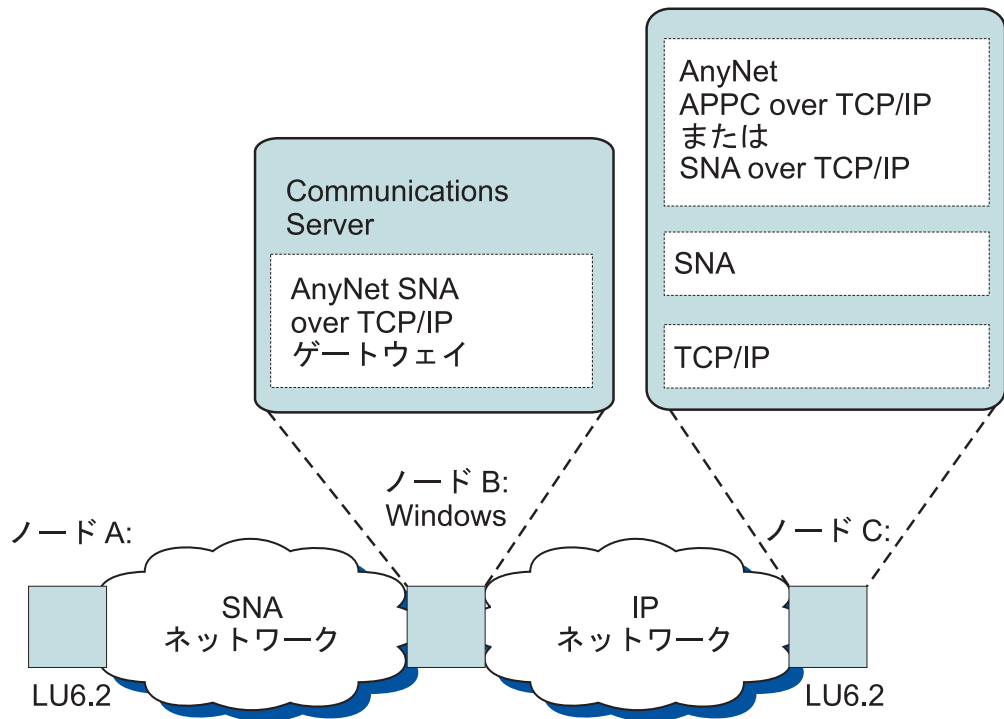 AnyNet
APPC over TCP/IP
または
SNA over TCP/IP
SNA
TCP/IP
Communications
Server
AnyNet SNA
over TCP/IP
ゲートウェイ
ノード A:
ノード B:
Windows
ノード C:
SNA
ネットワーク
IP
ネットワーク
LU6.2
LU6.2